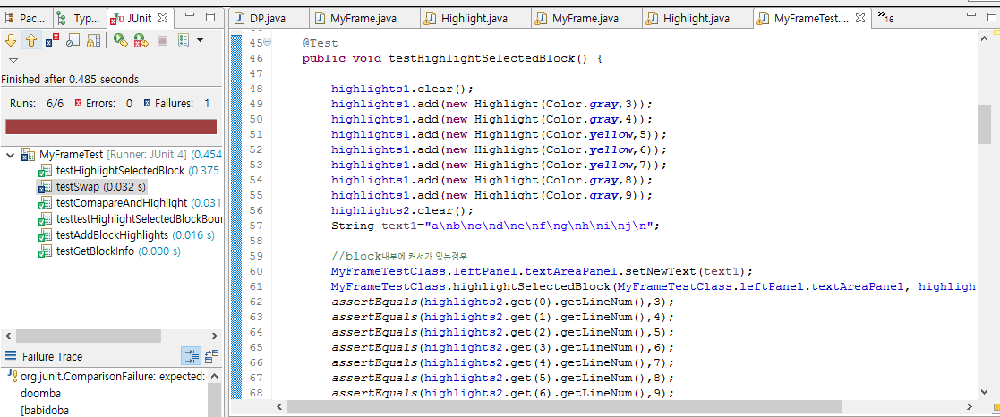 Pac...
Typ...
JUnit
Finished after 0.485 seconds
Runs: 6/6 Errors: 0 Failures: 1
MyFrameTest [Runner: JUnit 4] (0.454
testHighlightSelectedBlock (0.375
testSwap (0.032 s)
testComapareAndHighlight (0.031
testtestHighlightSelectedBlockBou
testAddBlockHighlights (0.016 s)
testGetBlockInfo (0.000 s)
Failure Trace
org.junit.ComparisonFailure: expected:
doomba
[babidoba
DP.java
MyFrame.java
Highlight.java
MyFrame.java
Highlight.java
MyFrameTest....
»16
45 @Test
46 public void testHighlightSelectedBlock() {
47
48 highlights1.clear();
49 highlights1.add(new Highlight(Color.gray,3));
50 highlights1.add(new Highlight(Color.gray,4));
51 highlights1.add(new Highlight(Color.yellow,5));
52 highlights1.add(new Highlight(Color.yellow,6));
53 highlights1.add(new Highlight(Color.yellow,7));
54 highlights1.add(new Highlight(Color.gray,8));
55 highlights1.add(new Highlight(Color.gray,9));
56 highlights2.clear();
57 String text1="a\nb\nc\nd\ne\nf\ng\nh\ni\nj\n";
58
59 //block내부에 커서가 있는경우
60 MyFrameTestClass.leftPanel.textAreaPanel.setNewText(text1);
61 MyFrameTestClass.highlightSelectedBlock(MyFrameTestClass.leftPanel.textAreaPanel, highligh
62 assertEquals(highlights2.get(0).getLineNum(),3);
63 assertEquals(highlights2.get(1).getLineNum(),4);
64 assertEquals(highlights2.get(2).getLineNum(),5);
65 assertEquals(highlights2.get(3).getLineNum(),6);
66 assertEquals(highlights2.get(4).getLineNum(),7);
67 assertEquals(highlights2.get(5).getLineNum(),8);
68 assertEquals(highlights2.get(6).getLineNum(),9);